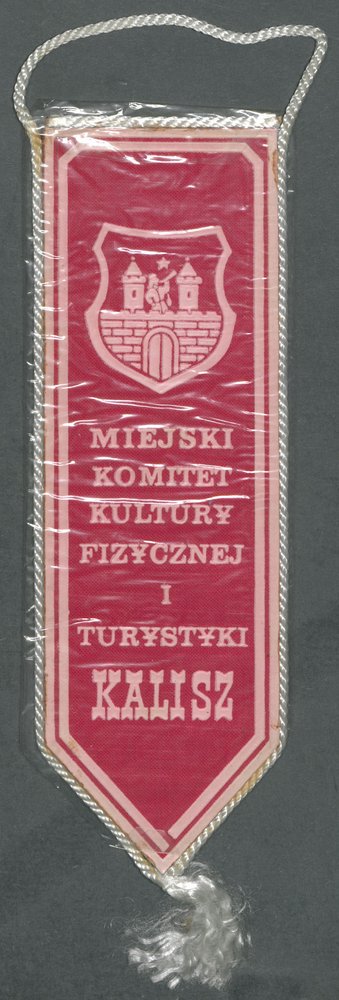 MIEJSKI
KOMITET
KULTURY
FIZYCZNEJ
I
TURYSTYKI
KALISZ